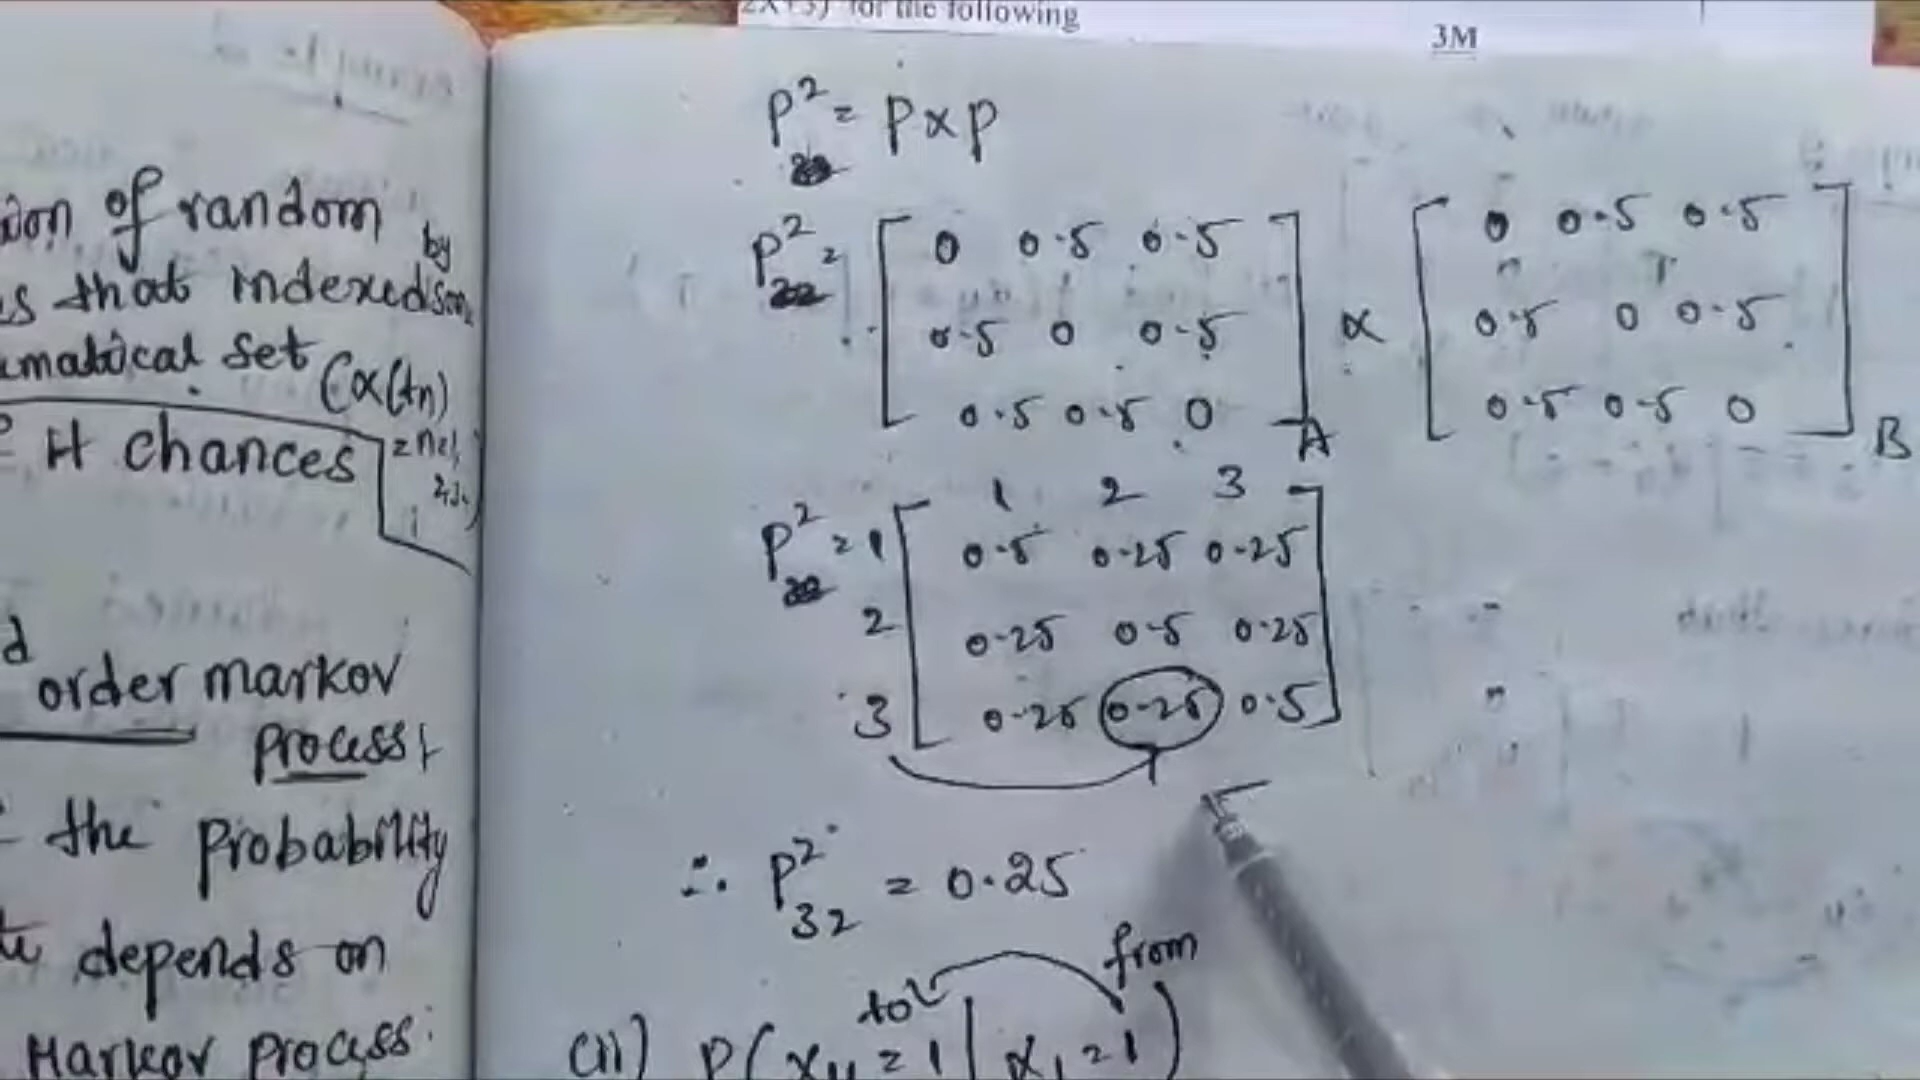 for the following
3M
ion of random
by
es that indexed
matical set (x(tn)
It chances
order markov
process:
the probability
depends on
Markov process:
P² = P x P
P² = [ 0 0.5 0.5
0.5 0 0.5
0.5 0.5 0 ] A x [ 0 0.5 0.5
0.5 0 0.5
0.5 0.5 0 ] B
1 2 3
P² = 1 [ 0.5 0.25 0.25
2 0.25 0.5 0.25
3 0.25 0.25 0.5 ]
∴ P²32 = 0.25
to from
(ii) P(x4 = 1 | x1 = 1)